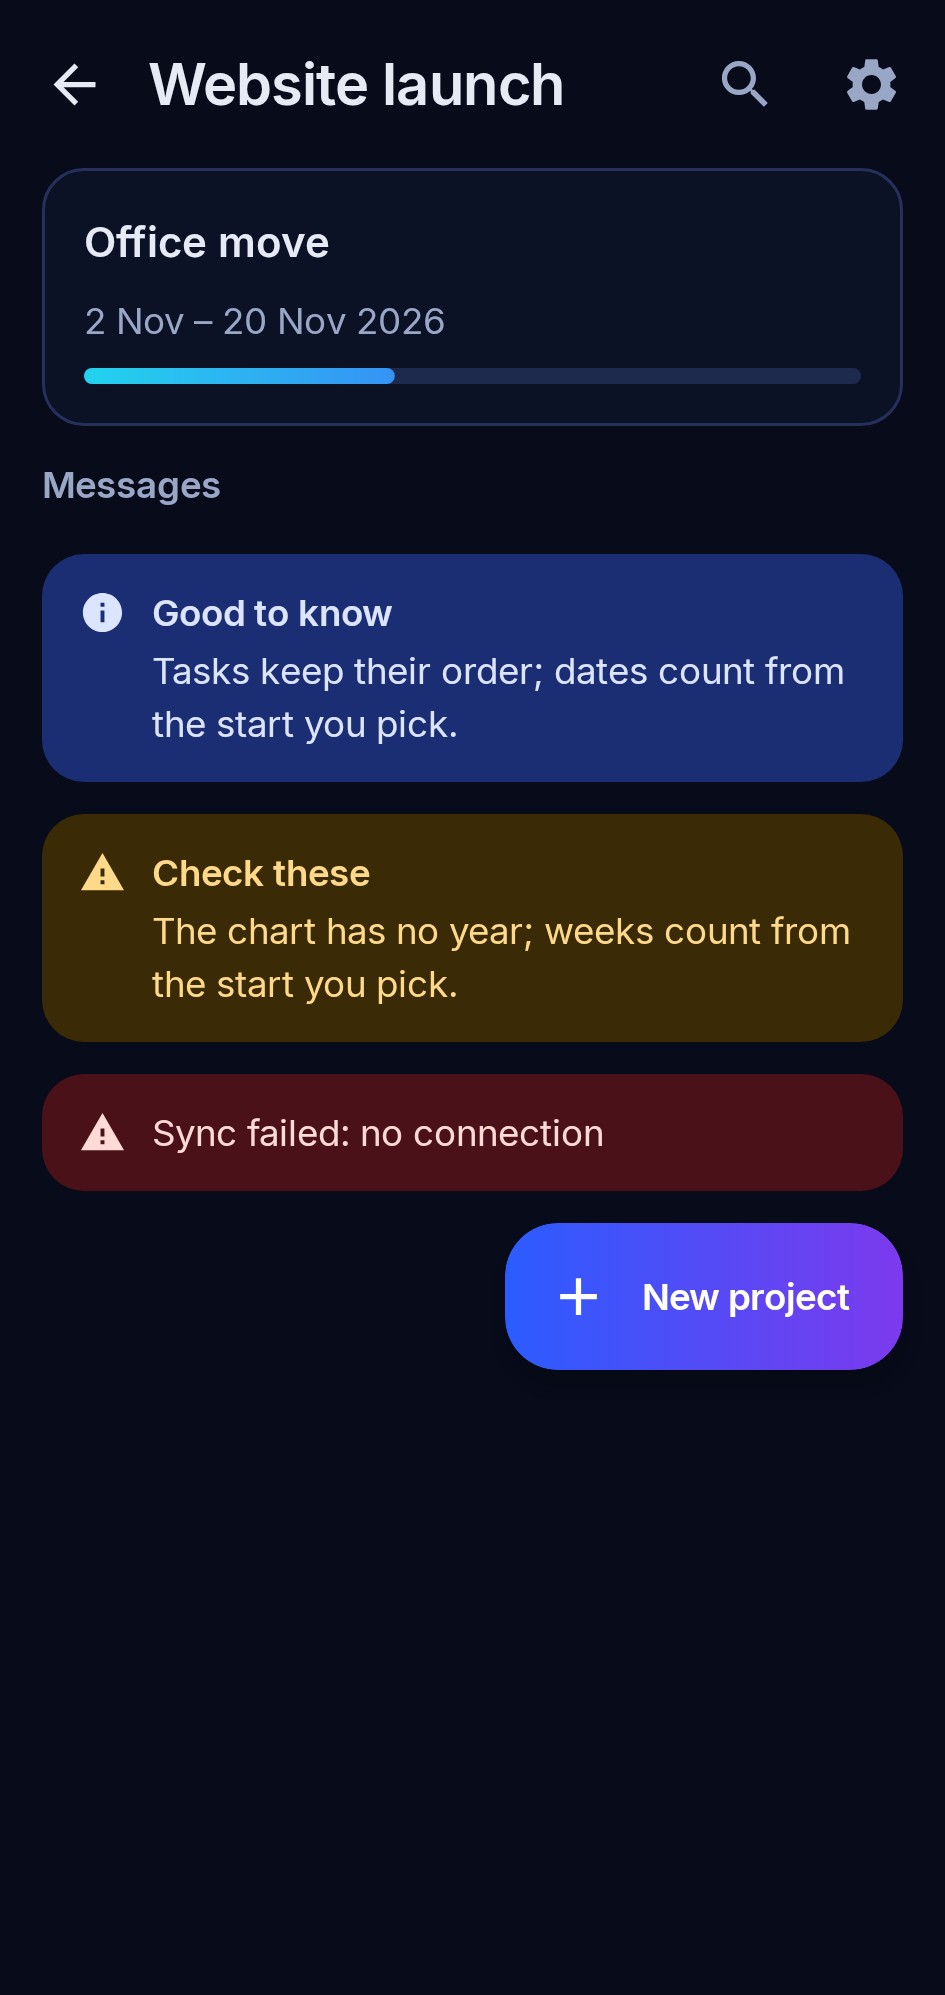 Website launch
Office move
2 Nov – 20 Nov 2026
Messages
Good to know
Tasks keep their order; dates count from
the start you pick.
Check these
The chart has no year; weeks count from
the start you pick.
Sync failed: no connection
New project